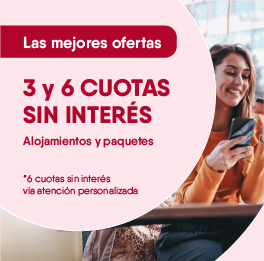 Las mejores ofertas
3 y 6 CUOTAS
SIN INTERÉS
Alojamientos y paquetes
*6 cuotas sin interés
vía atención personalizada